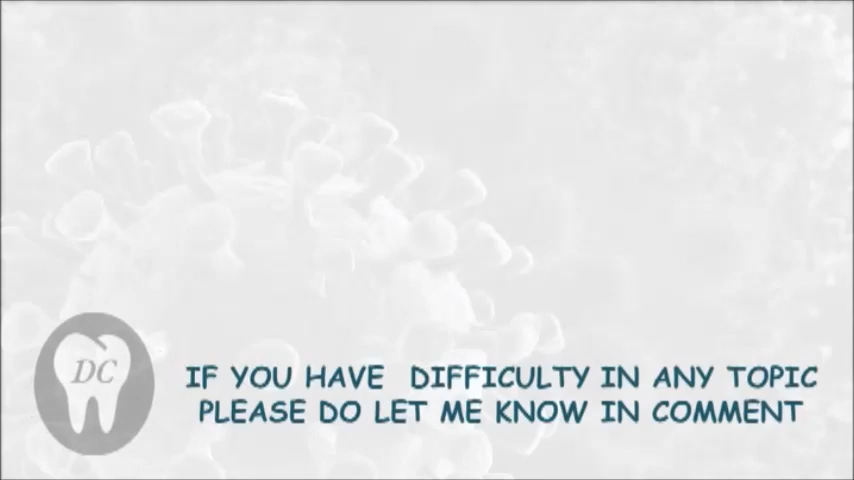 DC
IF YOU HAVE DIFFICULTY IN ANY TOPIC
PLEASE DO LET ME KNOW IN COMMENT